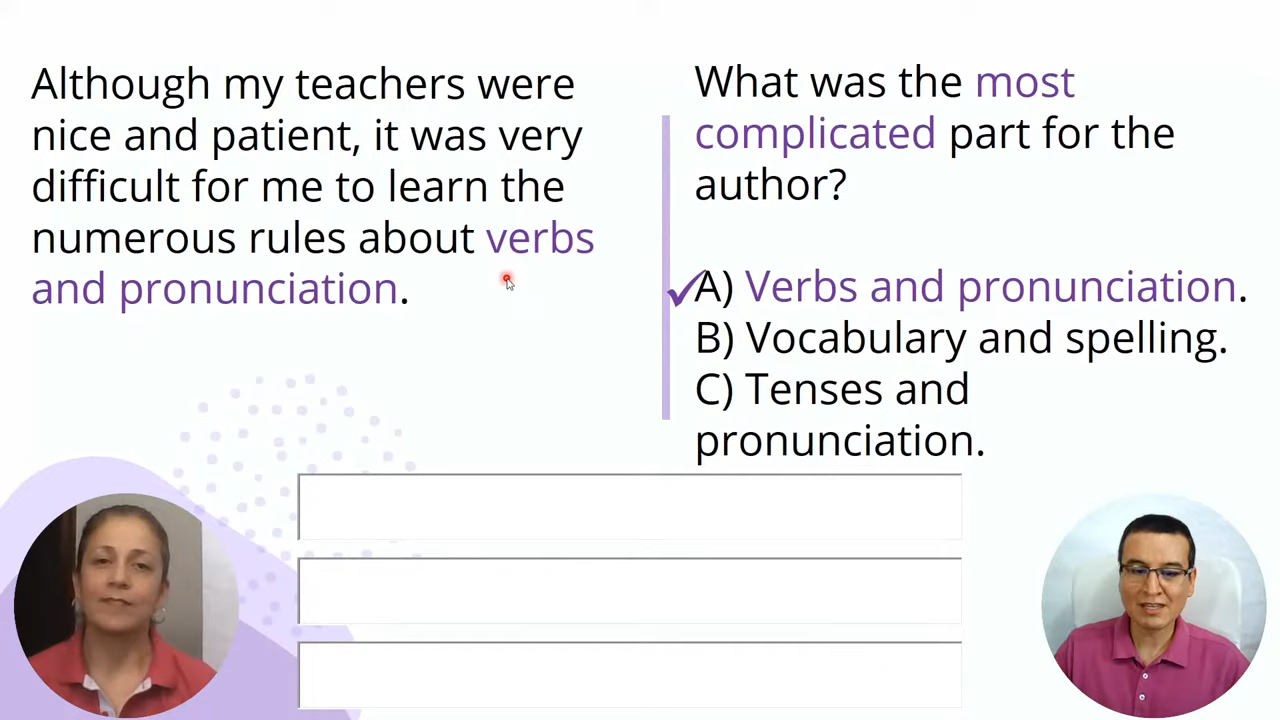 Although my teachers were
nice and patient, it was very
difficult for me to learn the
numerous rules about verbs
and pronunciation.
What was the most
complicated part for the
author?
A) Verbs and pronunciation.
B) Vocabulary and spelling.
C) Tenses and
pronunciation.